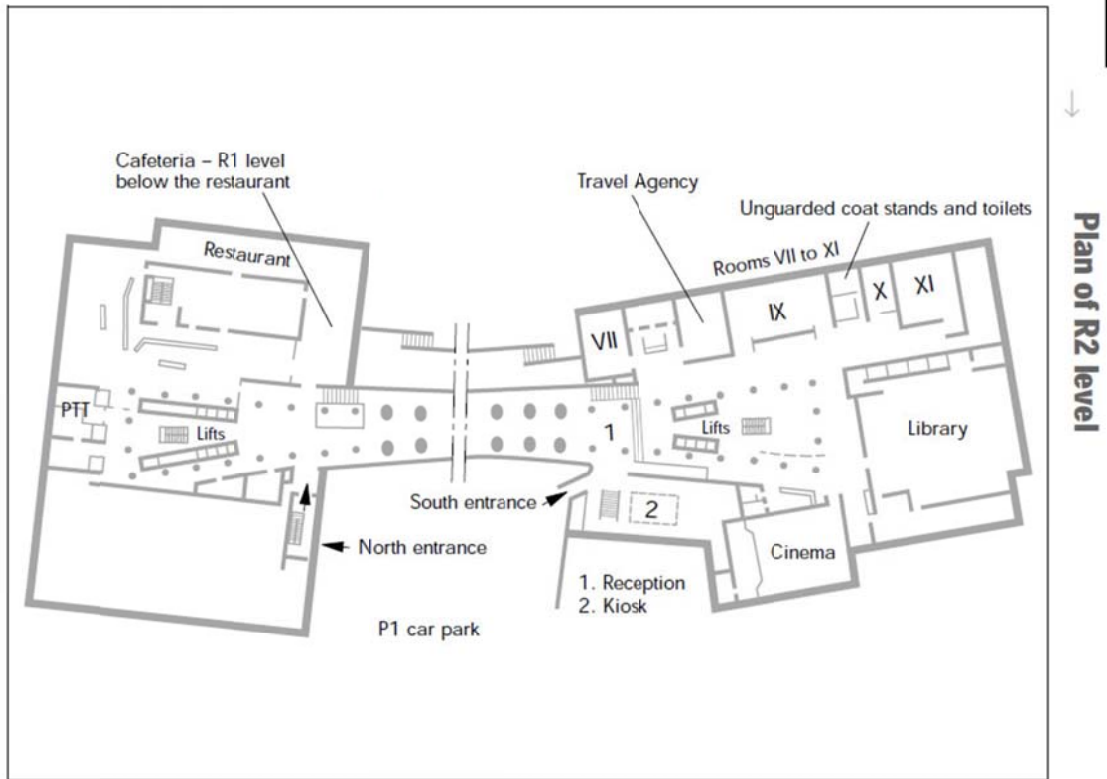 Plan of R2 level
Cafeteria – R1 level
below the restaurant
Travel Agency
Unguarded coat stands and toilets
Restaurant
Rooms VII to XI
VII
IX
X
XI
PTT
Lifts
1
Lifts
Library
South entrance
2
North entrance
Cinema
1. Reception
2. Kiosk
P1 car park